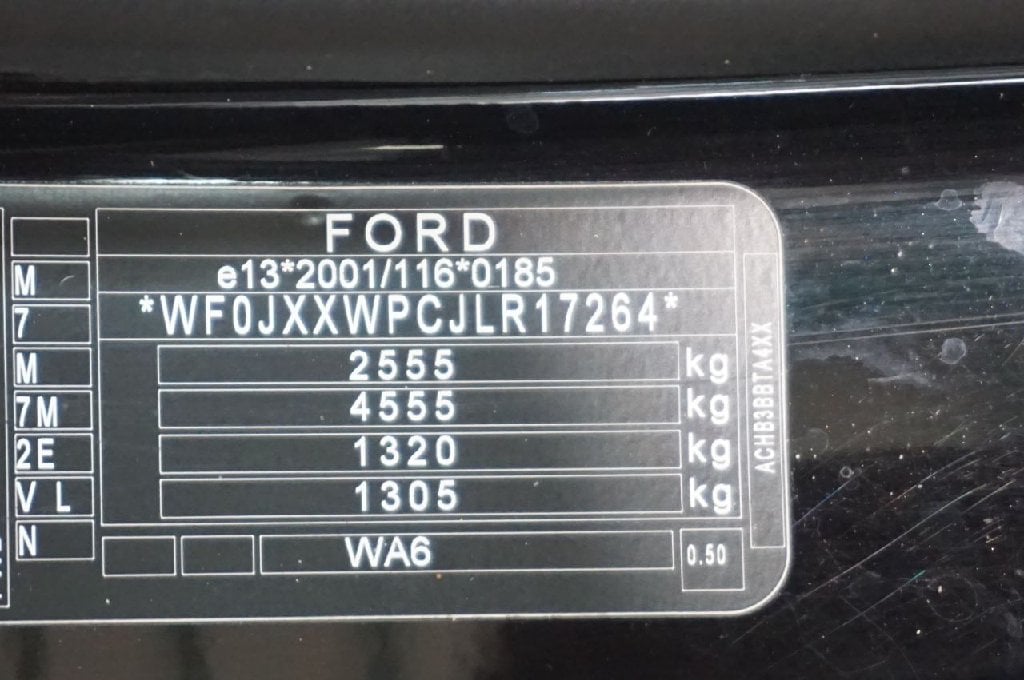 FORD
e13*2001/116*0185
*WF0JXXWPCJLR17264*
2555 kg
4555 kg
1320 kg
1305 kg
WA6
0.50
M
7
M
7M
2E
V L
N
ACHB3BBTA4XX